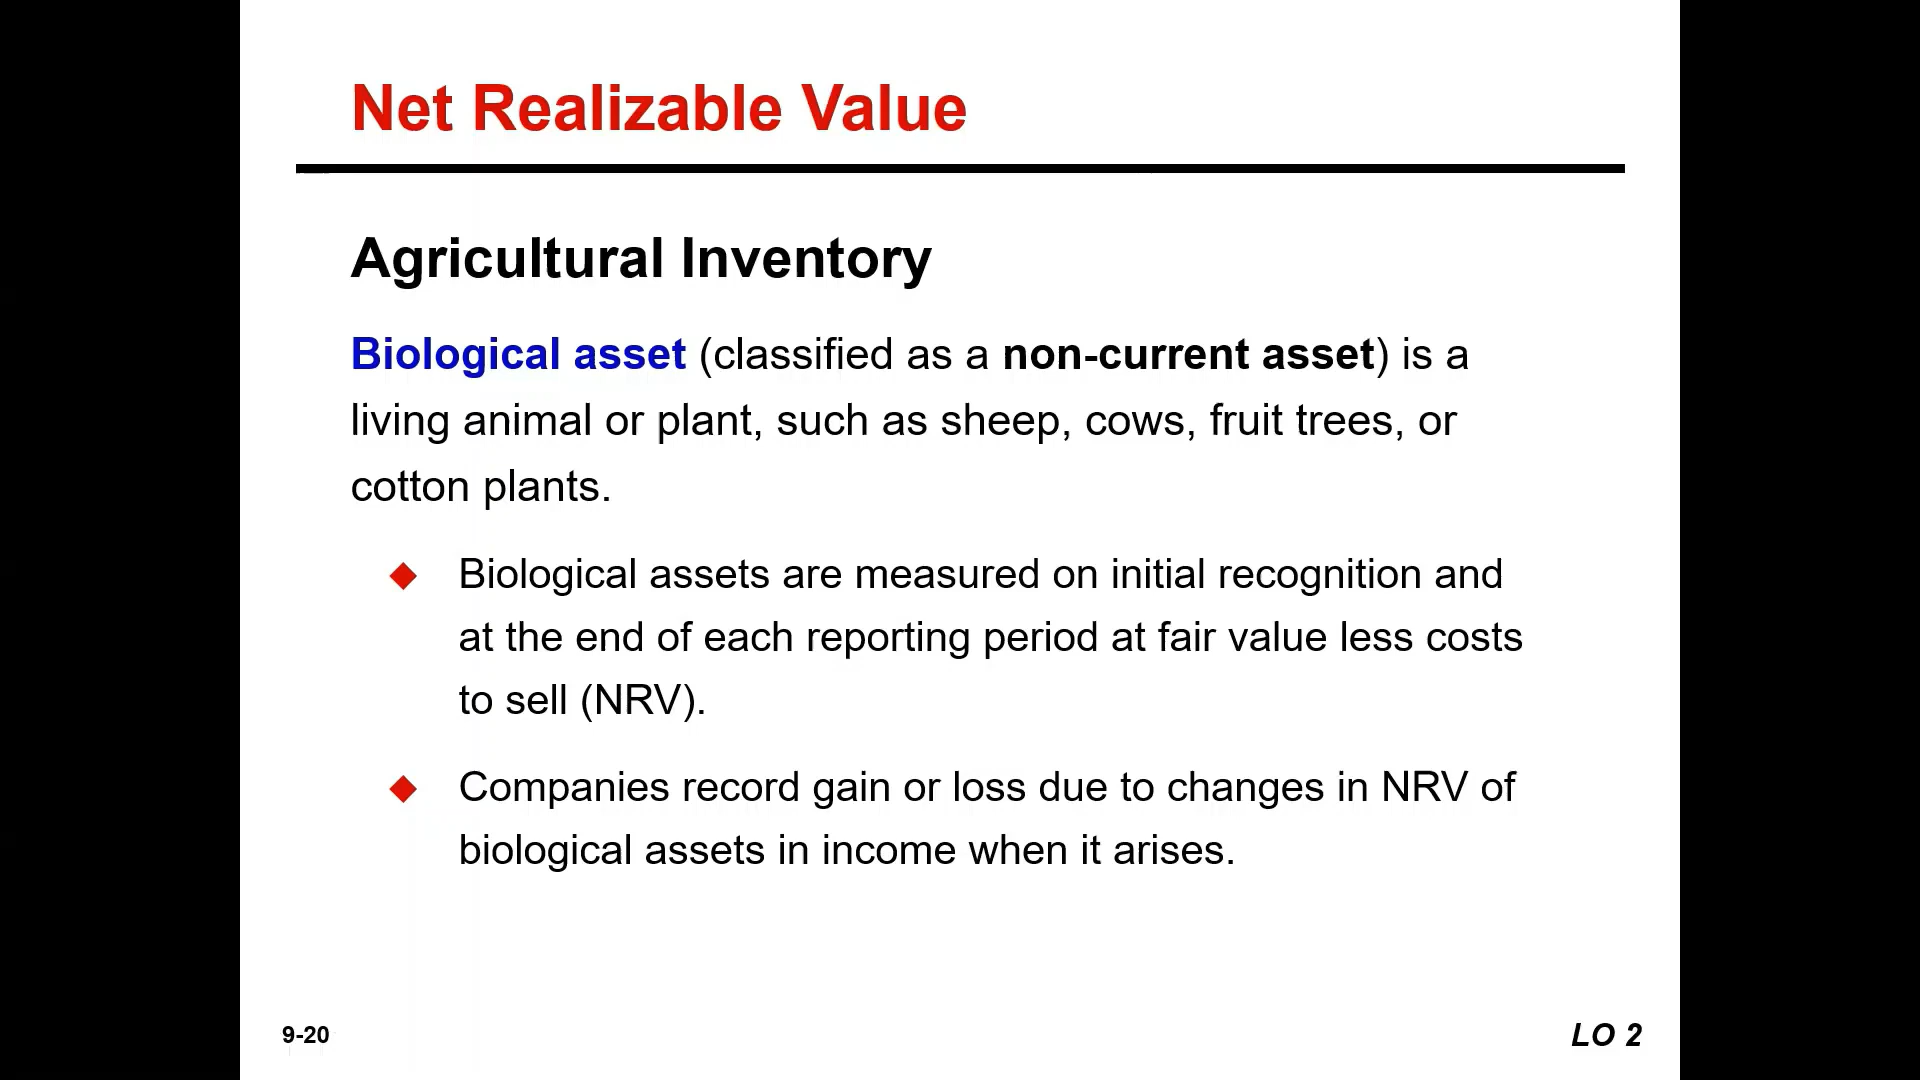 Net Realizable Value
Agricultural Inventory
Biological asset (classified as a non-current asset) is a
living animal or plant, such as sheep, cows, fruit trees, or
cotton plants.
Biological assets are measured on initial recognition and
at the end of each reporting period at fair value less costs
to sell (NRV).
Companies record gain or loss due to changes in NRV of
biological assets in income when it arises.
9-20
LO 2